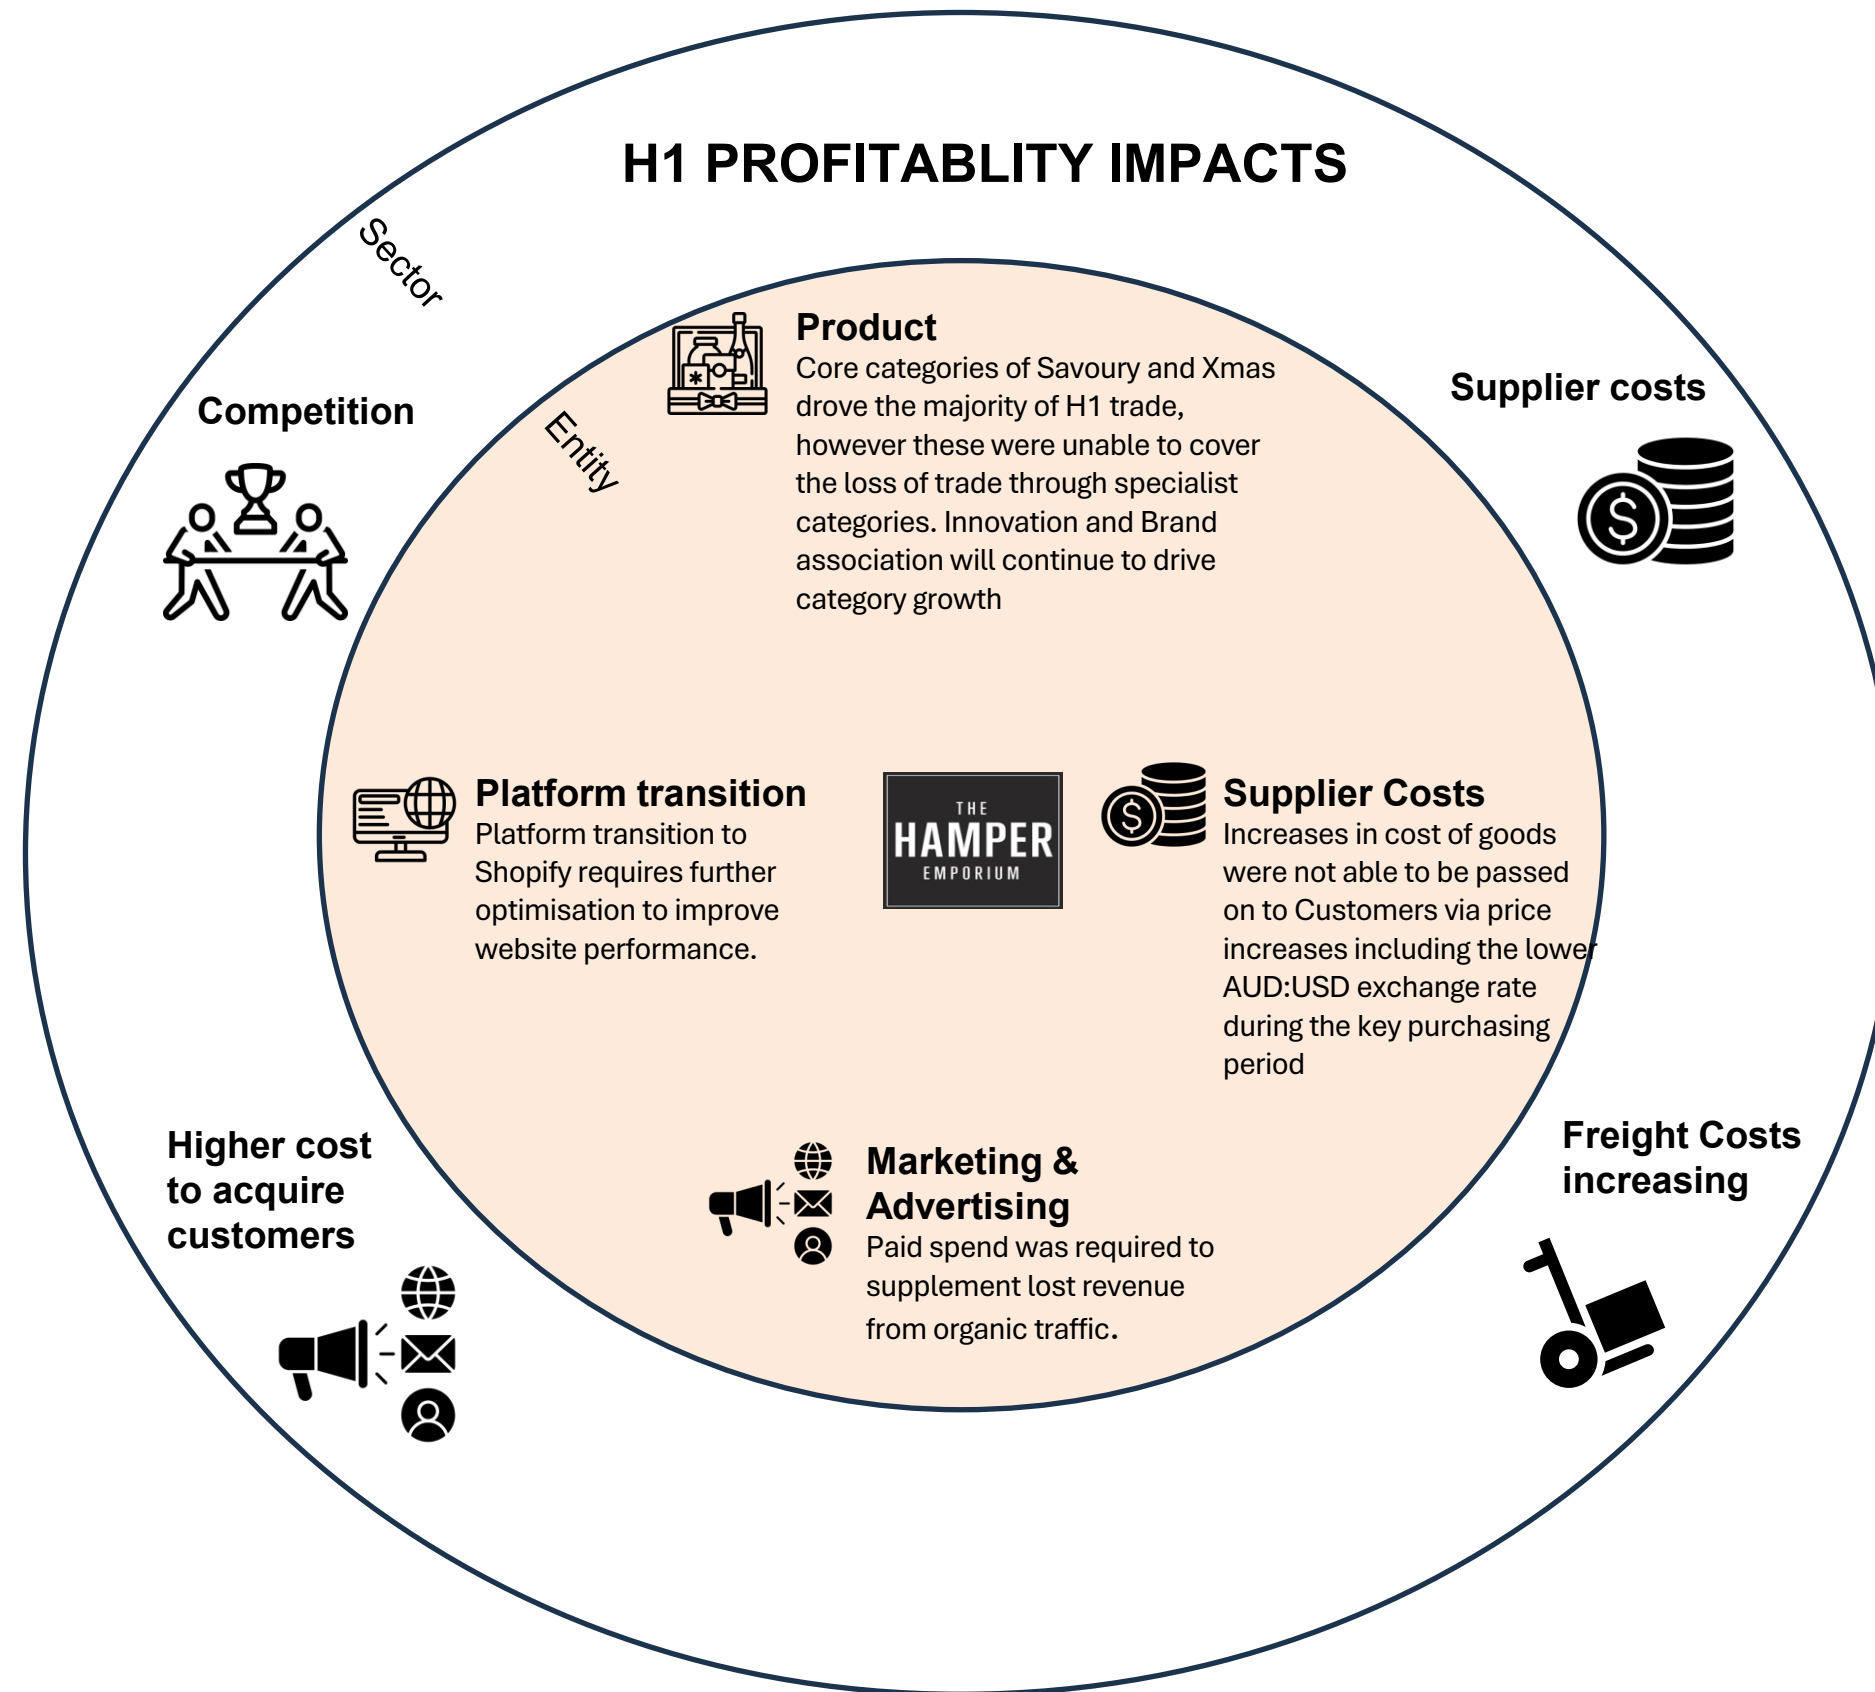 H1 PROFITABLITY IMPACTS
Sector
Entity
Product
Core categories of Savoury and Xmas
drove the majority of H1 trade,
however these were unable to cover
the loss of trade through specialist
categories. Innovation and Brand
association will continue to drive
category growth
Competition
Supplier costs
Platform transition
Platform transition to
Shopify requires further
optimisation to improve
website performance.
THE
HAMPER
EMPORIUM
Supplier Costs
Increases in cost of goods
were not able to be passed
on to Customers via price
increases including the lower
AUD:USD exchange rate
during the key purchasing
period
Higher cost
to acquire
customers
Marketing &
Advertising
Paid spend was required to
supplement lost revenue
from organic traffic.
Freight Costs
increasing